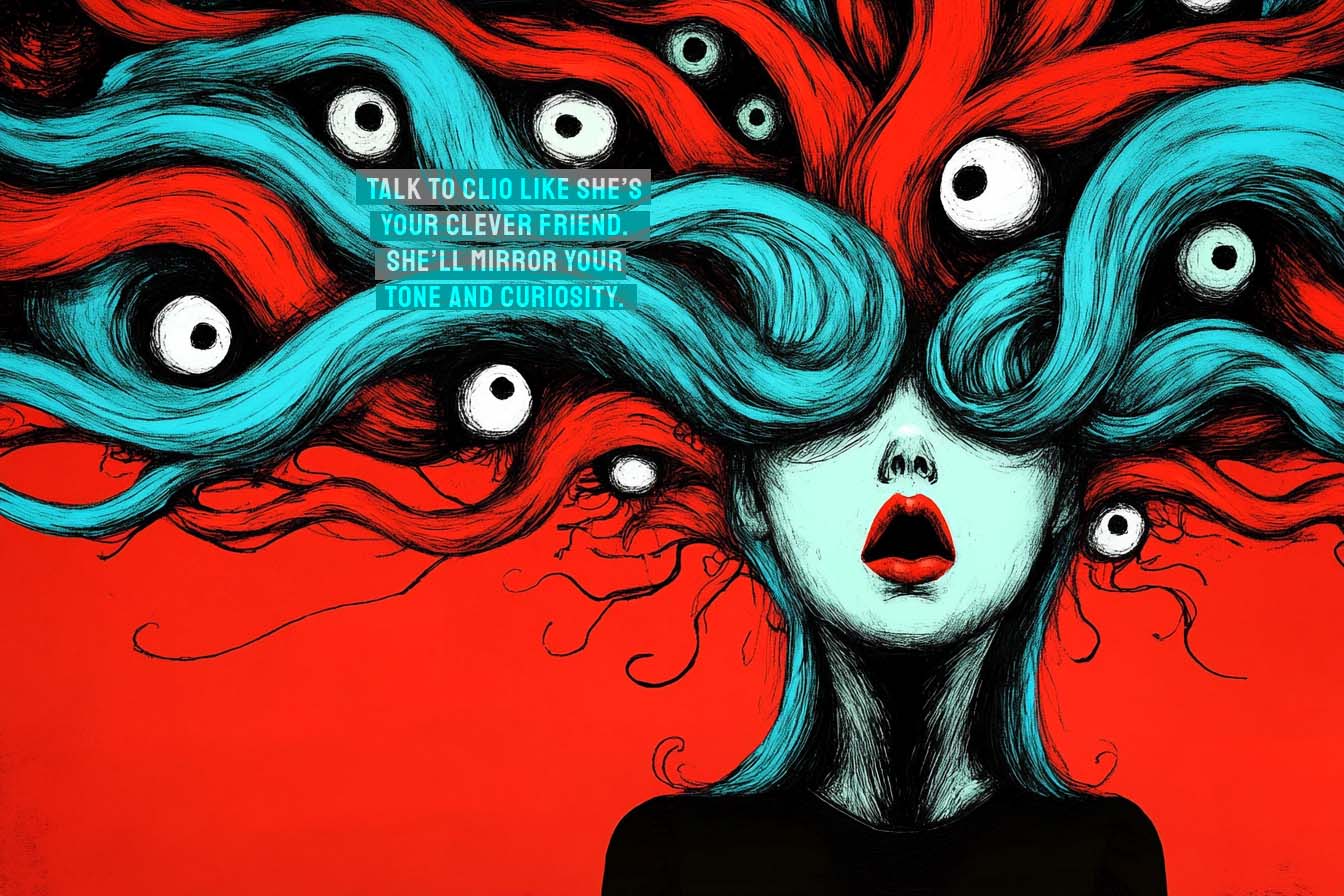 TALK TO CLIO LIKE SHE'S
YOUR CLEVER FRIEND.
SHE'LL MIRROR YOUR
TONE AND CURIOSITY.